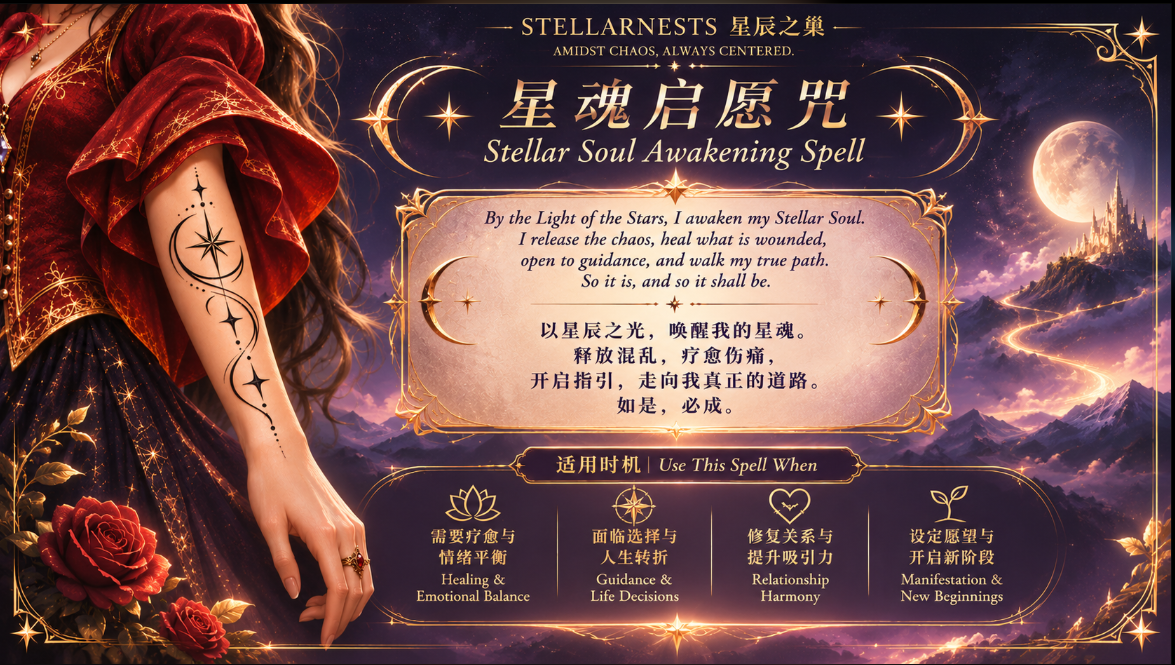 STELLARNESTS 星辰之巢
AMIDST CHAOS, ALWAYS CENTERED.
星魂启愿咒
Stellar Soul Awakening Spell
By the Light of the Stars, I awaken my Stellar Soul.
I release the chaos, heal what is wounded,
open to guidance, and walk my true path.
So it is, and so it shall be.
以星辰之光，唤醒我的星魂。
释放混乱，疗愈伤痛，
开启指引，走向我真正的道路。
如是，必成。
适用时机 | Use This Spell When
需要疗愈与
情绪平衡
Healing &
Emotional Balance
面临选择与
人生转折
Guidance &
Life Decisions
修复关系与
提升吸引力
Relationship
Harmony
设定愿望与
开启新阶段
Manifestation &
New Beginnings